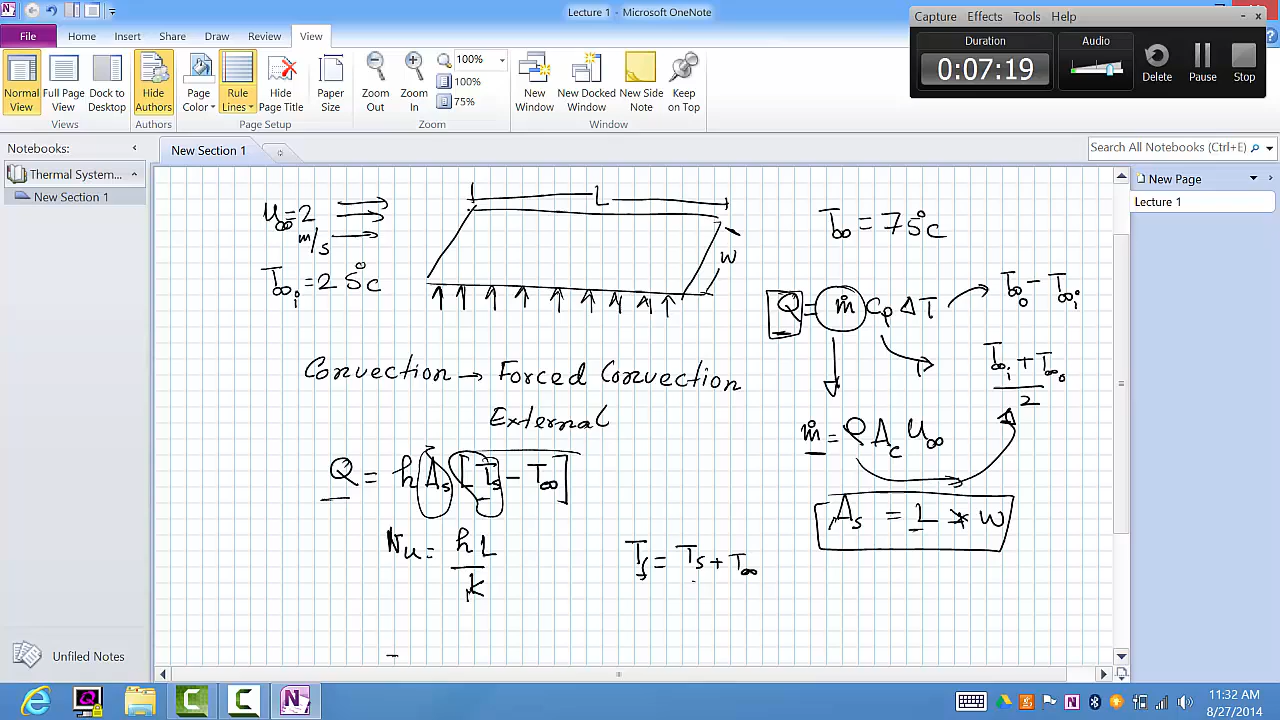 Lecture 1 - Microsoft OneNote
File Home Insert Share Draw Review View
Normal View
Full Page View
Dock to Desktop
Views
Hide Authors
Authors
Page Color
Rule Lines
Hide Page Title
Paper Size
Page Setup
Zoom Out
Zoom In
100%
100%
75%
Zoom
New Window
New Docked Window
New Side Note
Keep on Top
Window
Capture Effects Tools Help
Duration
0:07:19
Audio
Delete
Pause
Stop
Notebooks:
Thermal System...
New Section 1
Unfiled Notes
New Section 1
Search All Notebooks (Ctrl+E)
New Page
Lecture 1
L
W
U∞=2
m/s
T∞i = 25°C
T∞ = 75°C
Q = ṁ Cp ΔT
T∞o - T∞i
T∞i + T∞o
2
Convection → Forced Convection
External
ṁ = ρ Ac U∞
Q = h As [Ts - T∞]
As = L * W
Nu = hL
k
Tf = Ts + T∞
11:32 AM
8/27/2014